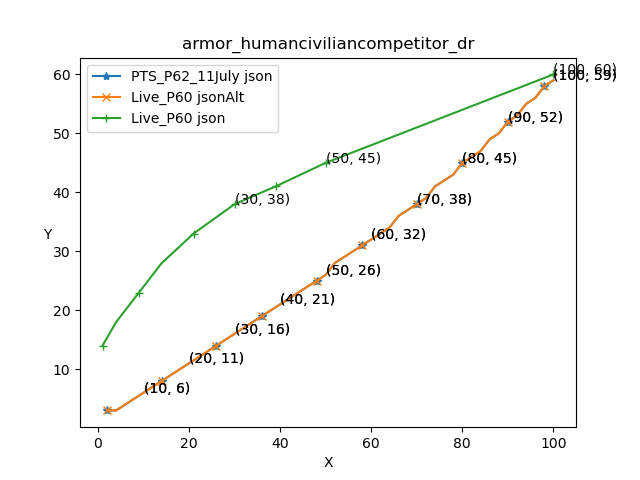 armor_humanciviliancompetitor_dr
PTS_P62_11July json
Live_P60 jsonAlt
Live_P60 json
(100, 60)
(100, 59)
(90, 52)
(50, 45)
(80, 45)
(30, 38)
(70, 38)
(60, 32)
(50, 26)
(40, 21)
(30, 16)
(20, 11)
(10, 6)
60
50
40
30
20
10
Y
0 20 40 60 80 100
X